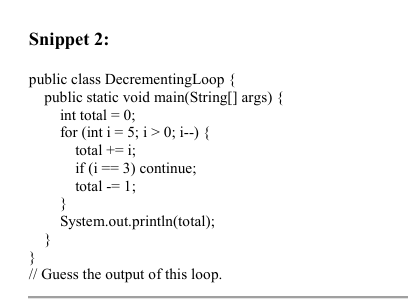 Snippet 2:
public class DecrementingLoop {
public static void main(String[] args) {
int total = 0;
for (int i = 5; i > 0; i--) {
total += i;
if (i == 3) continue;
total -= 1;
}
System.out.println(total);
}
}
// Guess the output of this loop.